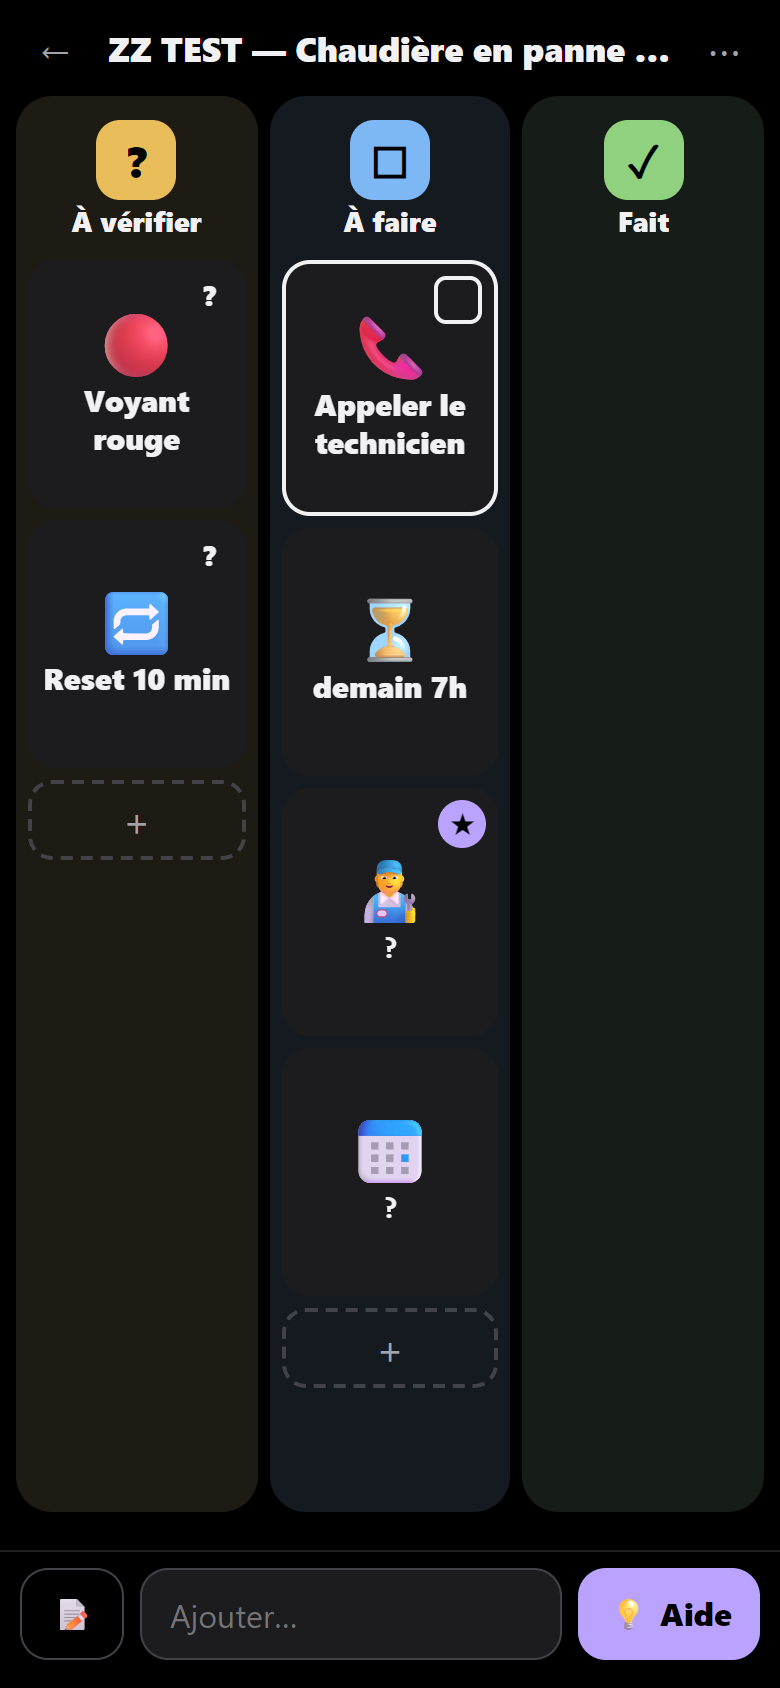 ← ZZ TEST — Chaudière en panne ... ...
?
À vérifier
?
Voyant
rouge
?
Reset 10 min
+
À faire
Appeler le
technicien
demain 7h
★
?
?
+
✓
Fait
Ajouter...
Aide